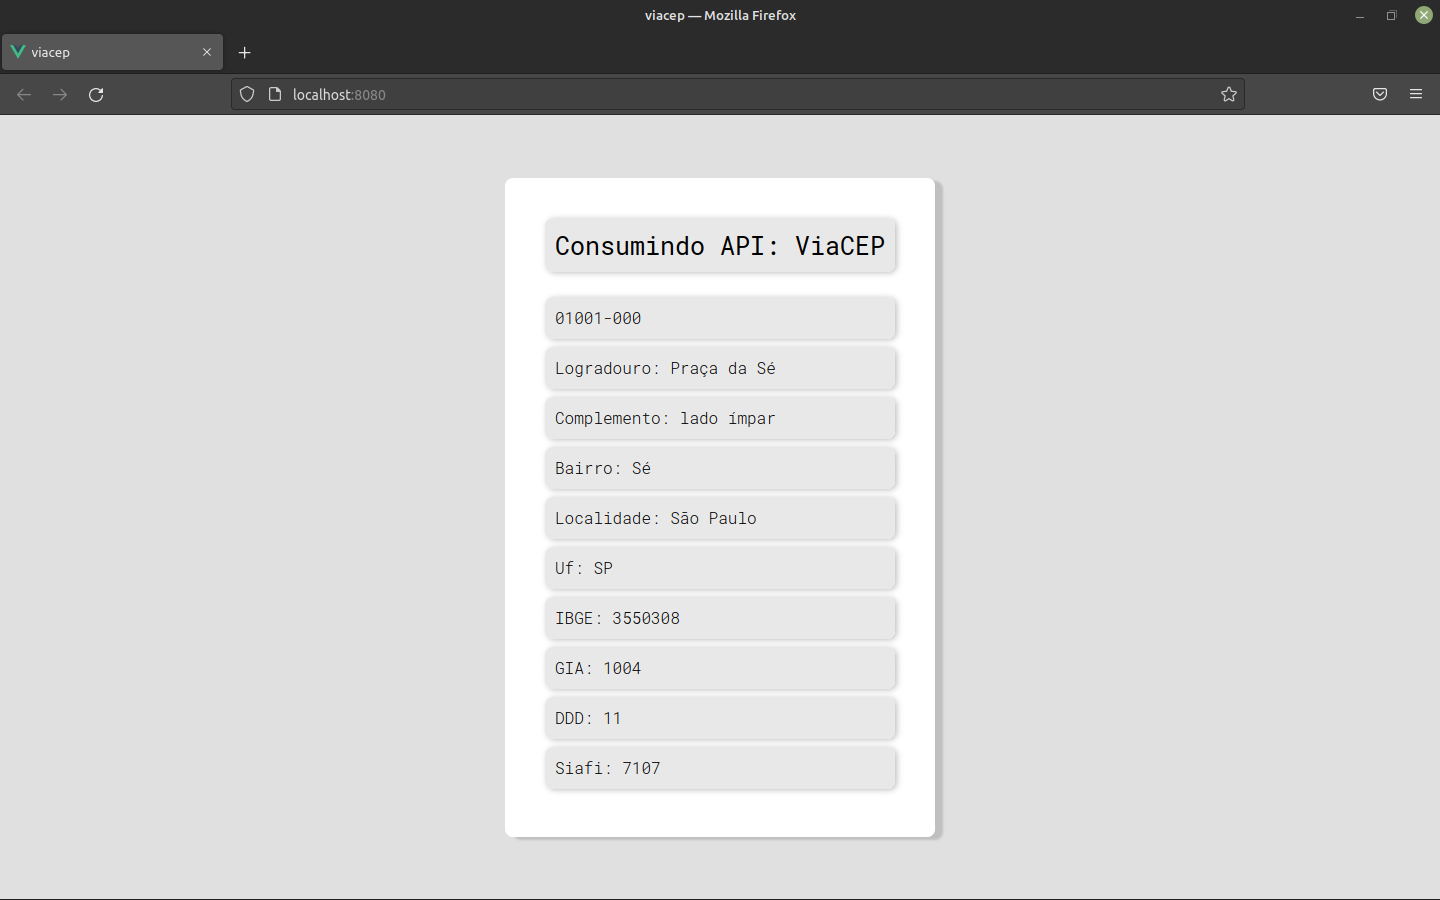 viacep — Mozilla Firefox
viacep
localhost:8080
Consumindo API: ViaCEP
01001-000
Logradouro: Praça da Sé
Complemento: lado ímpar
Bairro: Sé
Localidade: São Paulo
Uf: SP
IBGE: 3550308
GIA: 1004
DDD: 11
Siafi: 7107